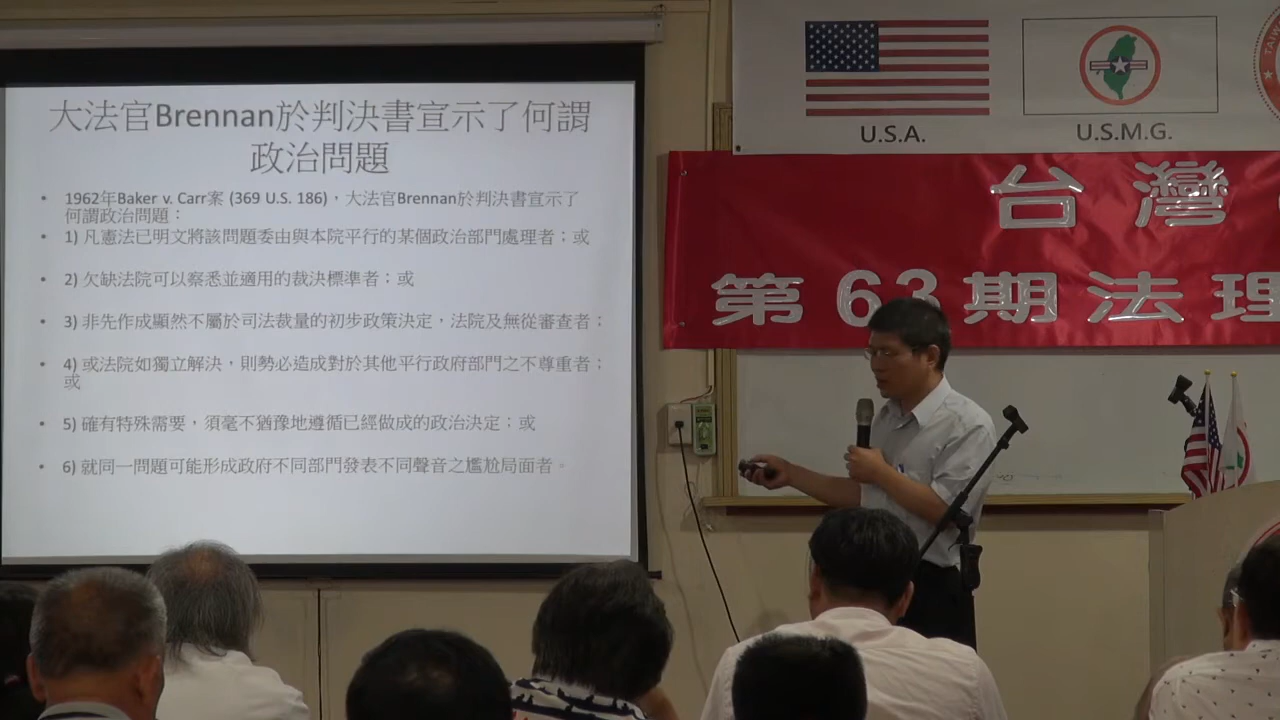 大法官Brennan於判決書宣示了何謂
政治問題
• 1962年Baker v. Carr案 (369 U.S. 186)，大法官Brennan於判決書宣示了
何謂政治問題：
• 1) 凡憲法已明文將該問題委由與本院平行的某個政治部門處理者；或
• 2) 欠缺法院可以察悉並適用的裁決標準者；或
• 3) 非先作成顯然不屬於司法裁量的初步政策決定，法院及無從審查者；
• 4) 或法院如獨立解決，則勢必造成對於其他平行政府部門之不尊重者；
或
• 5) 確有特殊需要，須毫不猶豫地遵循已經做成的政治決定；或
• 6) 就同一問題可能形成政府不同部門發表不同聲音之尷尬局面者。
U.S.A.
U.S.M.G.
台灣
第63期法理